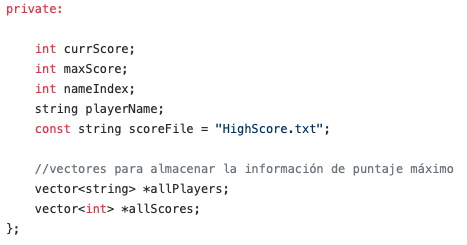 private:
int currScore;
int maxScore;
int nameIndex;
string playerName;
const string scoreFile = "HighScore.txt";
//vectores para almacenar la información de puntaje máximo
vector<string> *allPlayers;
vector<int> *allScores;
};